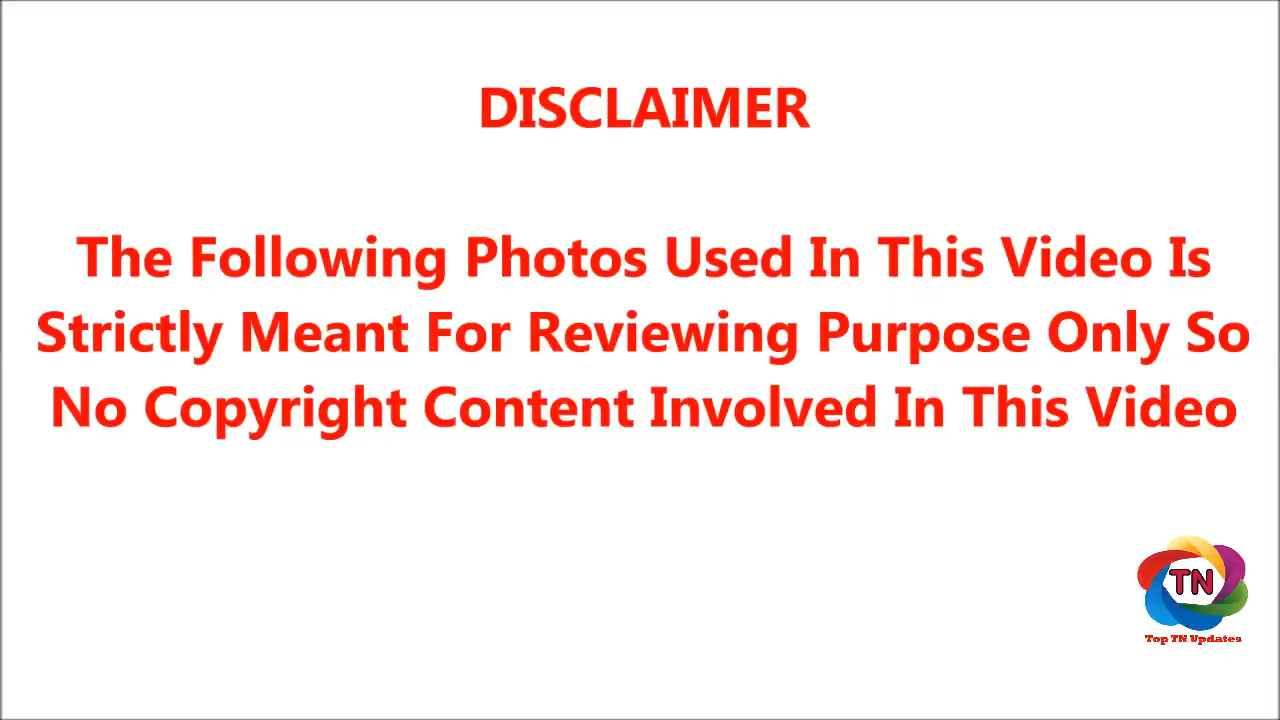 DISCLAIMER
The Following Photos Used In This Video Is
Strictly Meant For Reviewing Purpose Only So
No Copyright Content Involved In This Video
TN
Top TN Updates